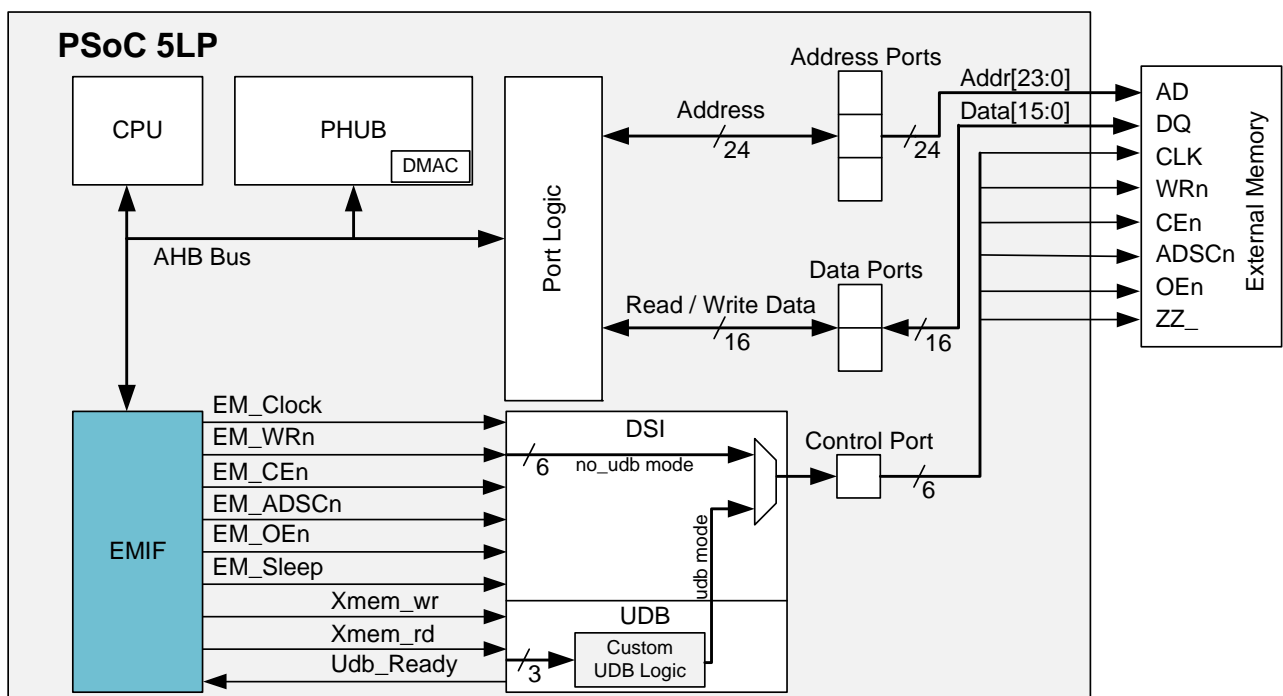 PSoC 5LP
CPU
PHUB
DMAC
AHB Bus
Port Logic
Address Ports
Address
24
24
Addr[23:0]
Data[15:0]
Data Ports
Read / Write Data
16
16
AD
DQ
CLK
WRn
CEn
ADSCn
OEn
ZZ_
External Memory
EMIF
EM_Clock
EM_WRn
EM_CEn
EM_ADSCn
EM_OEn
EM_Sleep
Xmem_wr
Xmem_rd
Udb_Ready
DSI
6
no_udb mode
udb mode
UDB
3
Custom
UDB Logic
Control Port
6